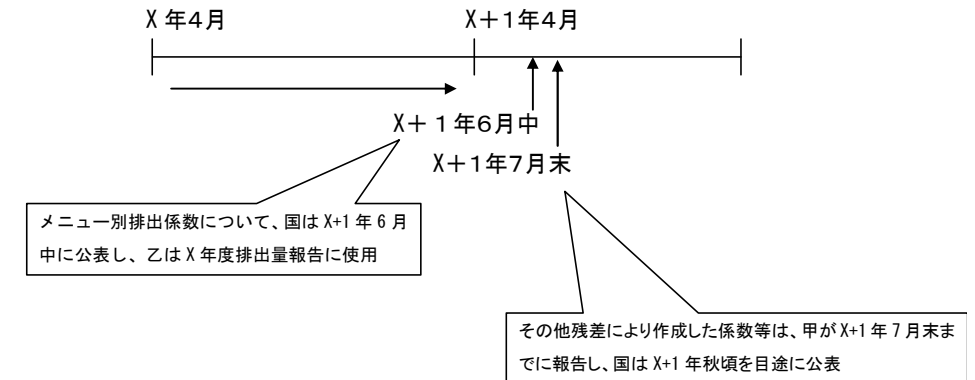 X 年4月
X＋1年4月
X＋１年6月中
X＋1年7月末
メニュー別排出係数について、国は X+1 年 6 月
中に公表し、乙は X 年度排出量報告に使用
その他残差により作成した係数等は、甲が X+1 年 7 月末ま
でに報告し、国は X+1 年秋頃を目途に公表